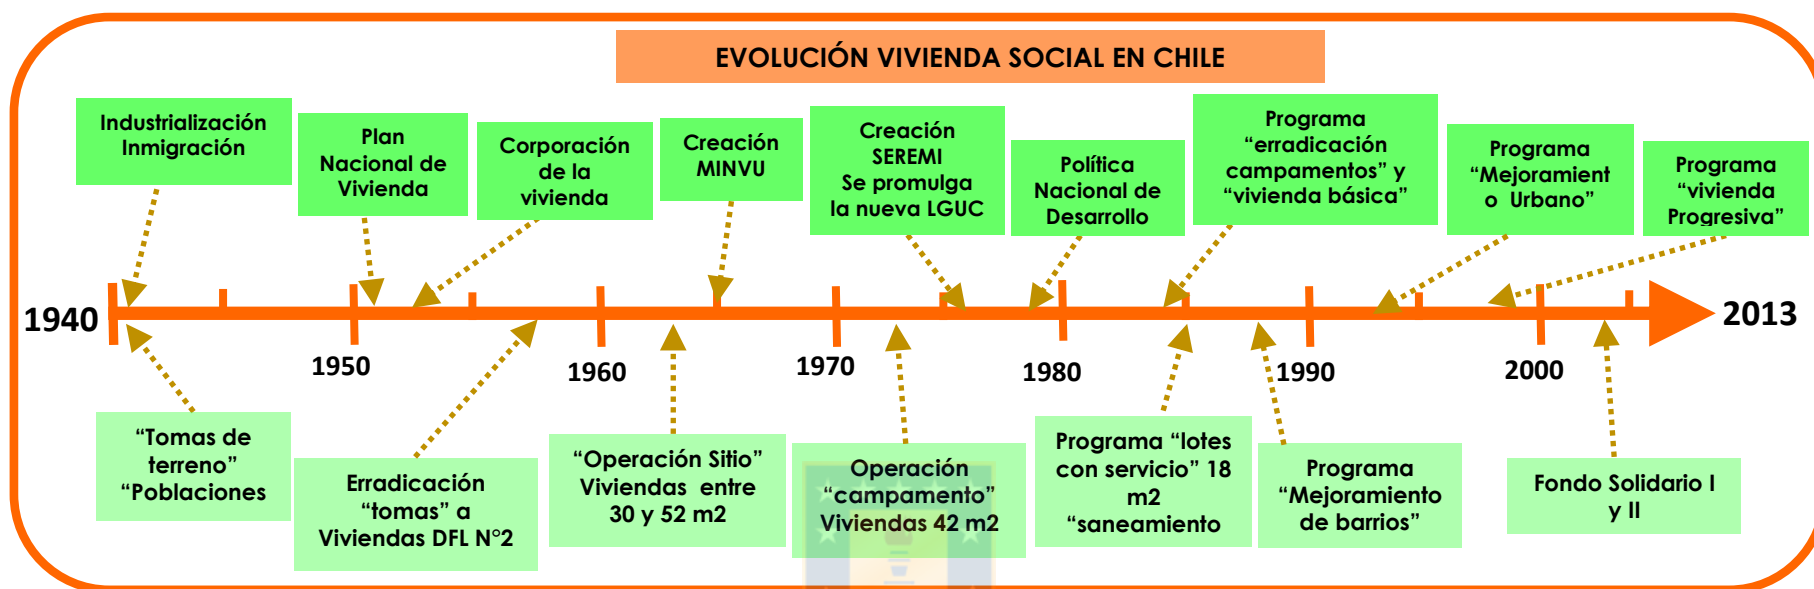 EVOLUCIÓN VIVIENDA SOCIAL EN CHILE
Industrialización
Inmigración
Plan
Nacional de
Vivienda
Corporación
de la
vivienda
Creación
MINVU
Creación
SEREMI
Se promulga
la nueva LGUC
Política
Nacional de
Desarrollo
Programa
“erradicación
campamentos” y
“vivienda básica”
Programa
“Mejoramient
o Urbano”
Programa
“vivienda
Progresiva”
1940
2013
1950
1960
1970
1980
1990
2000
“Tomas de
terreno”
“Poblaciones
Erradicación
“tomas” a
Viviendas DFL N°2
“Operación Sitio”
Viviendas entre
30 y 52 m2
Operación
“campamento”
Viviendas 42 m2
Programa “lotes
con servicio” 18
m2
“saneamiento
Programa
“Mejoramiento
de barrios”
Fondo Solidario I
y II